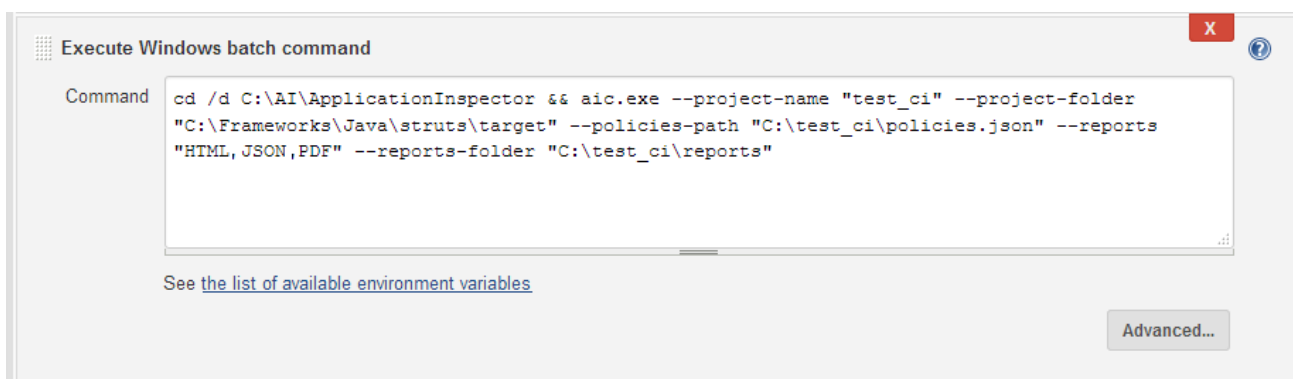 X
Execute Windows batch command
?
Command
cd /d C:\AI\ApplicationInspector && aic.exe --project-name "test_ci" --project-folder
"C:\Frameworks\Java\struts\target" --policies-path "C:\test_ci\policies.json" --reports
"HTML,JSON,PDF" --reports-folder "C:\test_ci\reports"
See the list of available environment variables
Advanced...